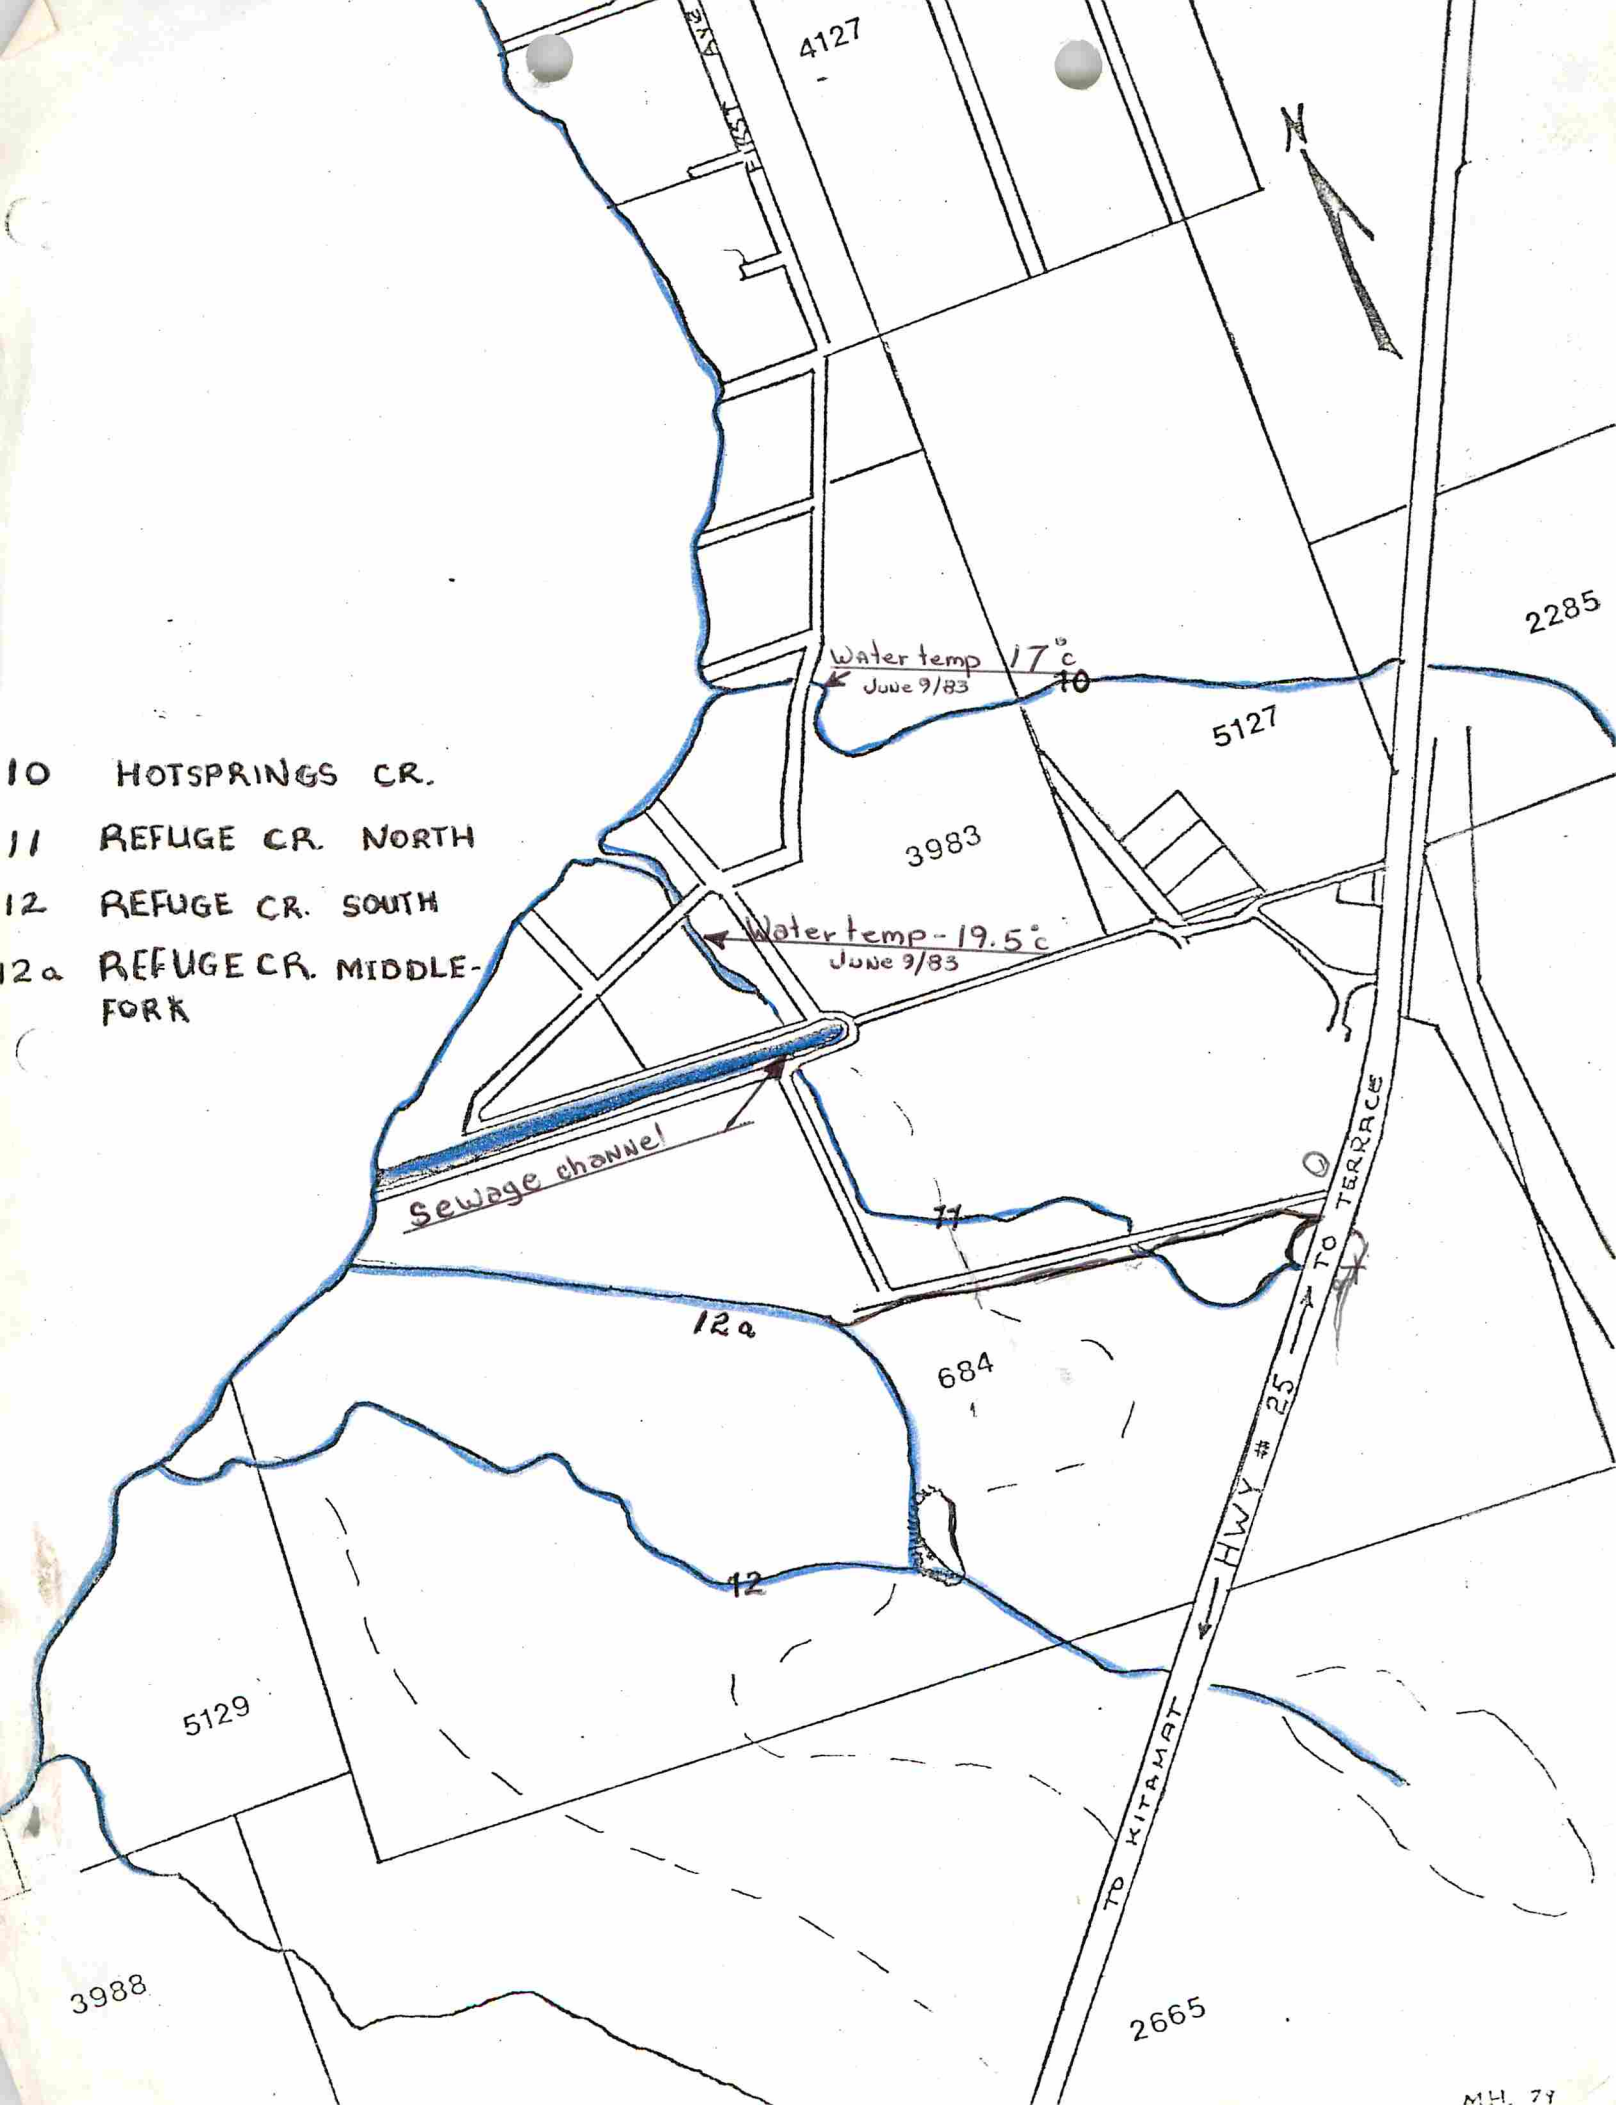 FIRST AVE
4127
N
2285
Water temp 17°c
June 9/83
10
5127
10 HOTSPRINGS CR.
11 REFUGE CR. NORTH
12 REFUGE CR. SOUTH
12a REFUGE CR. MIDDLE-
FORK
3983
Water temp - 19.5°c
June 9/83
Sewage channel
11
TO TERRACE
12a
684
HWY # 25
12
5129
TO KITAMAT
3988
2665